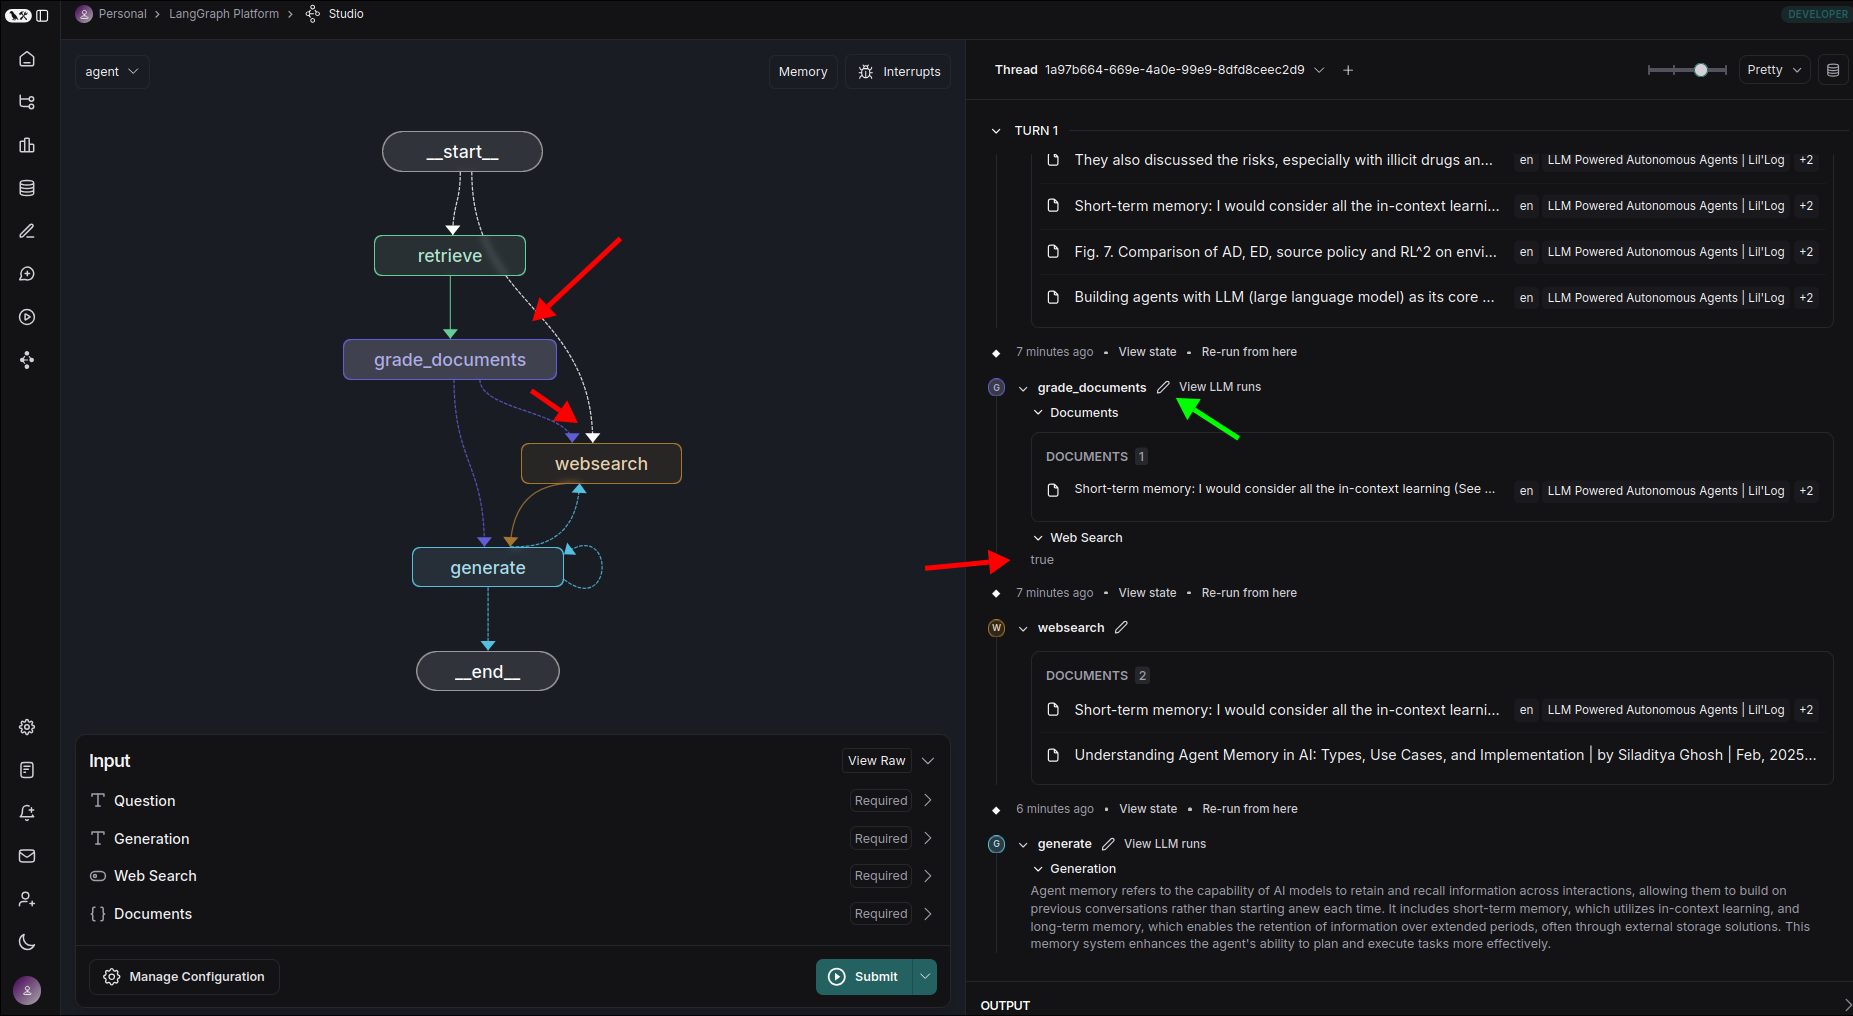 Personal > LangGraph Platform > Studio
DEVELOPER
agent
Memory
Interrupts
__start__
retrieve
grade_documents
websearch
generate
__end__
Input
View Raw
Question Required
Generation Required
Web Search Required
Documents Required
Manage Configuration
Submit
Thread 1a97b664-669e-4a0e-99e9-8dfd8ceec2d9
Pretty
TURN 1
They also discussed the risks, especially with illicit drugs an... en LLM Powered Autonomous Agents | Lil'Log +2
Short-term memory: I would consider all the in-context learni... en LLM Powered Autonomous Agents | Lil'Log +2
Fig. 7. Comparison of AD, ED, source policy and RL^2 on envi... en LLM Powered Autonomous Agents | Lil'Log +2
Building agents with LLM (large language model) as its core ... en LLM Powered Autonomous Agents | Lil'Log +2
7 minutes ago • View state • Re-run from here
G grade_documents View LLM runs
Documents
DOCUMENTS 1
Short-term memory: I would consider all the in-context learning (See ... en LLM Powered Autonomous Agents | Lil'Log +2
Web Search
true
7 minutes ago • View state • Re-run from here
W websearch
DOCUMENTS 2
Short-term memory: I would consider all the in-context learni... en LLM Powered Autonomous Agents | Lil'Log +2
Understanding Agent Memory in AI: Types, Use Cases, and Implementation | by Siladitya Ghosh | Feb, 2025...
6 minutes ago • View state • Re-run from here
G generate View LLM runs
Generation
Agent memory refers to the capability of AI models to retain and recall information across interactions, allowing them to build on
previous conversations rather than starting anew each time. It includes short-term memory, which utilizes in-context learning, and
long-term memory, which enables the retention of information over extended periods, often through external storage solutions. This
memory system enhances the agent's ability to plan and execute tasks more effectively.
OUTPUT